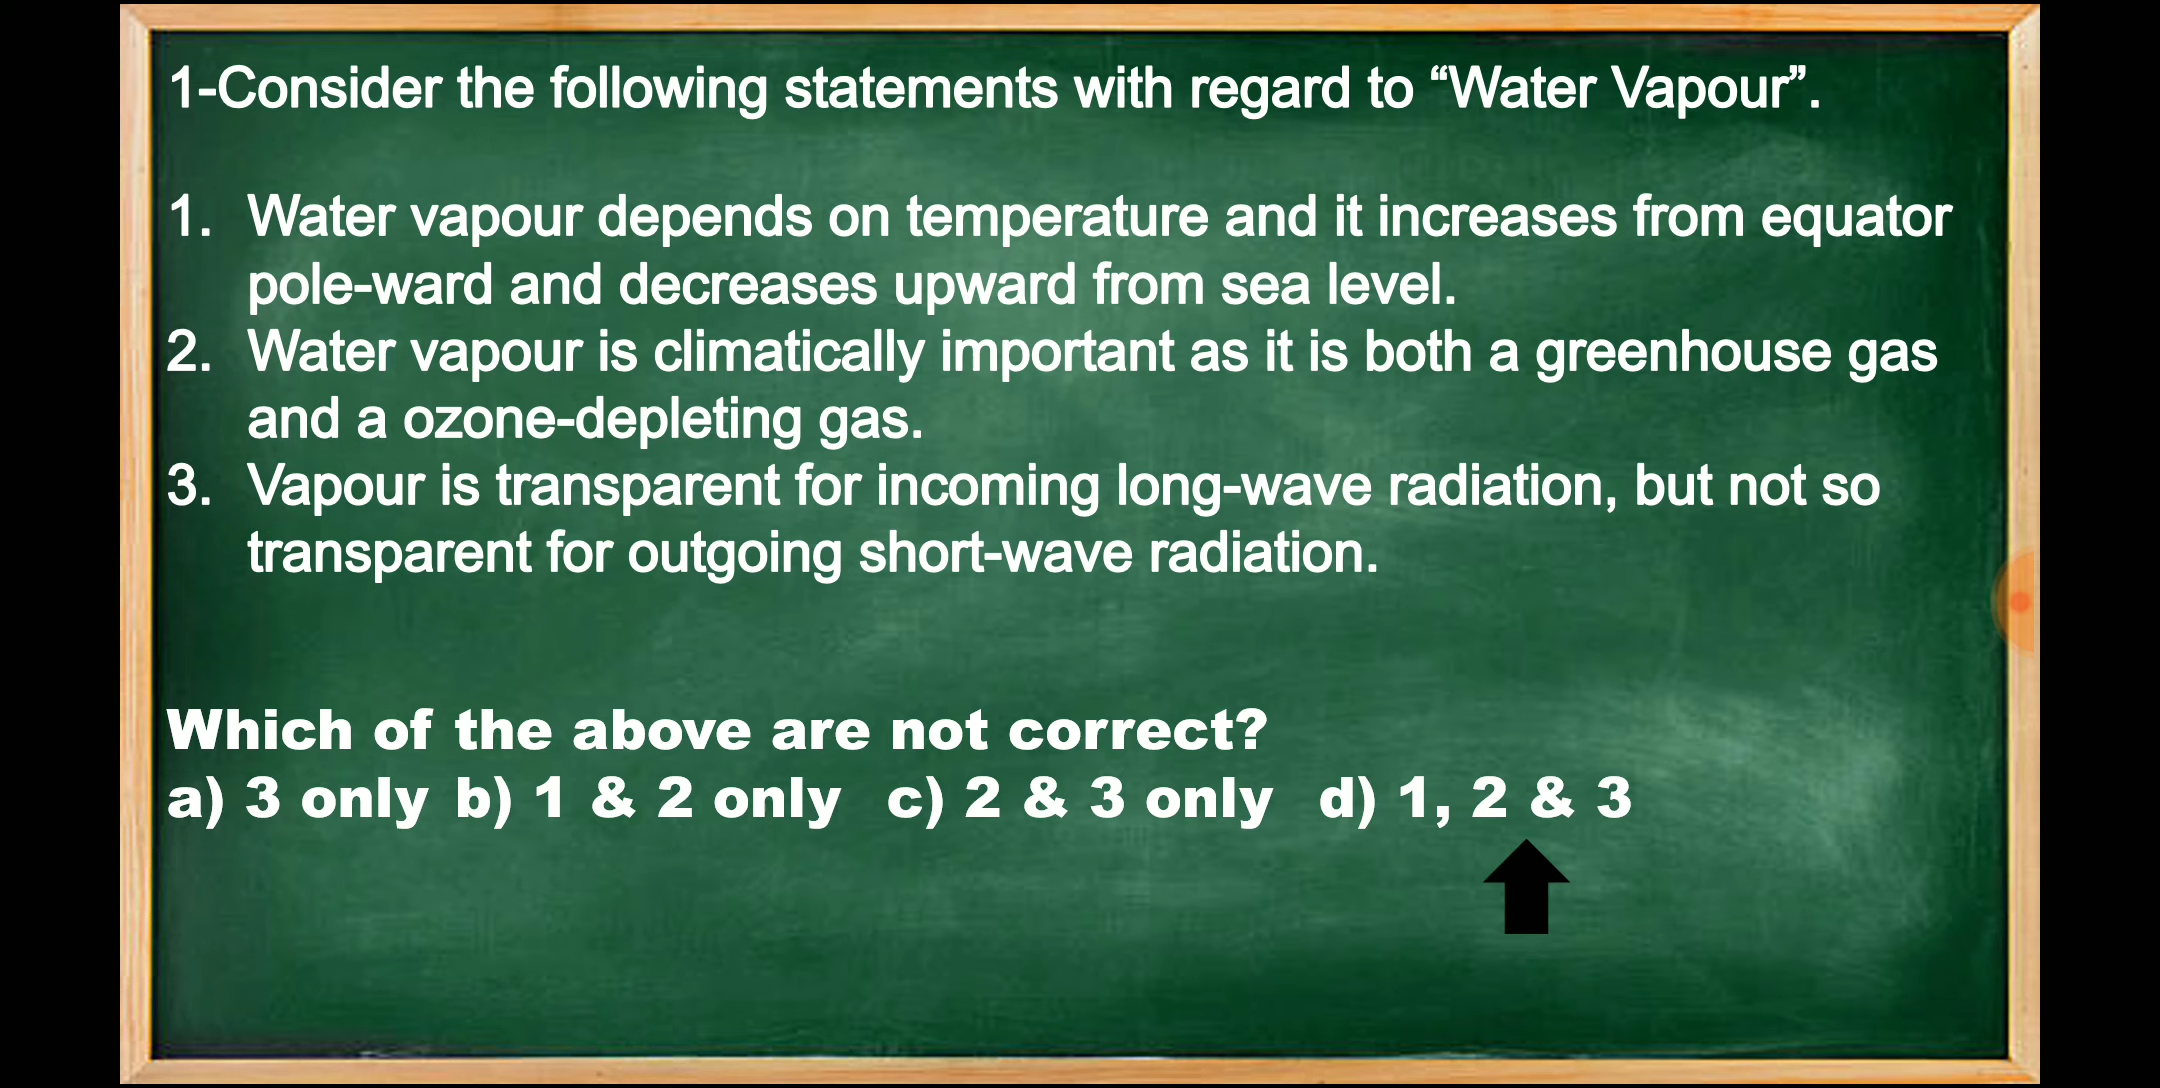 1-Consider the following statements with regard to “Water Vapour”.
1. Water vapour depends on temperature and it increases from equator
pole-ward and decreases upward from sea level.
2. Water vapour is climatically important as it is both a greenhouse gas
and a ozone-depleting gas.
3. Vapour is transparent for incoming long-wave radiation, but not so
transparent for outgoing short-wave radiation.
Which of the above are not correct?
a) 3 only b) 1 & 2 only c) 2 & 3 only d) 1, 2 & 3